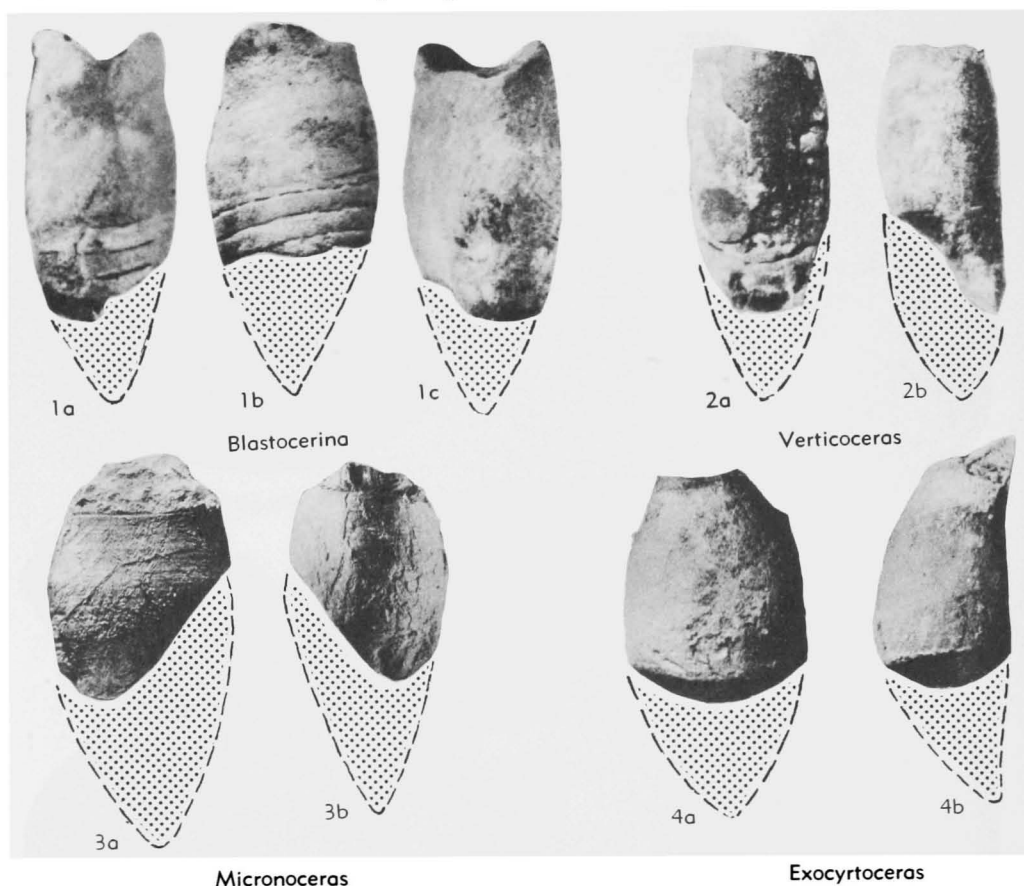 1a
1b
1c
2a
2b
Blastocerina
Verticoceras
3a
3b
4a
4b
Micronoceras
Exocyrtoceras